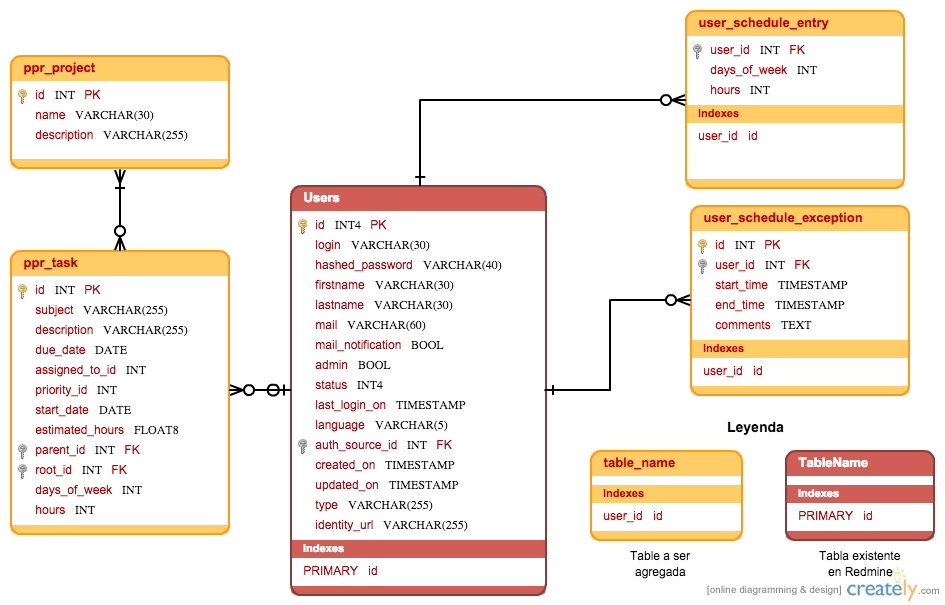 ppr_project
id INT PK
name VARCHAR(30)
description VARCHAR(255)
ppr_task
id INT PK
subject VARCHAR(255)
description VARCHAR(255)
due_date DATE
assigned_to_id INT
priority_id INT
start_date DATE
estimated_hours FLOAT8
parent_id INT FK
root_id INT FK
days_of_week INT
hours INT
Users
id INT4 PK
login VARCHAR(30)
hashed_password VARCHAR(40)
firstname VARCHAR(30)
lastname VARCHAR(30)
mail VARCHAR(60)
mail_notification BOOL
admin BOOL
status INT4
last_login_on TIMESTAMP
language VARCHAR(5)
auth_source_id INT FK
created_on TIMESTAMP
updated_on TIMESTAMP
type VARCHAR(255)
identity_url VARCHAR(255)
Indexes
PRIMARY id
user_schedule_entry
user_id INT FK
days_of_week INT
hours INT
Indexes
user_id id
user_schedule_exception
id INT PK
user_id INT FK
start_time TIMESTAMP
end_time TIMESTAMP
comments TEXT
Indexes
user_id id
Leyenda
table_name
Indexes
user_id id
Table a ser
agregada
TableName
Indexes
PRIMARY id
Tabla existente
en Redmine
[online diagramming & design] creately.com